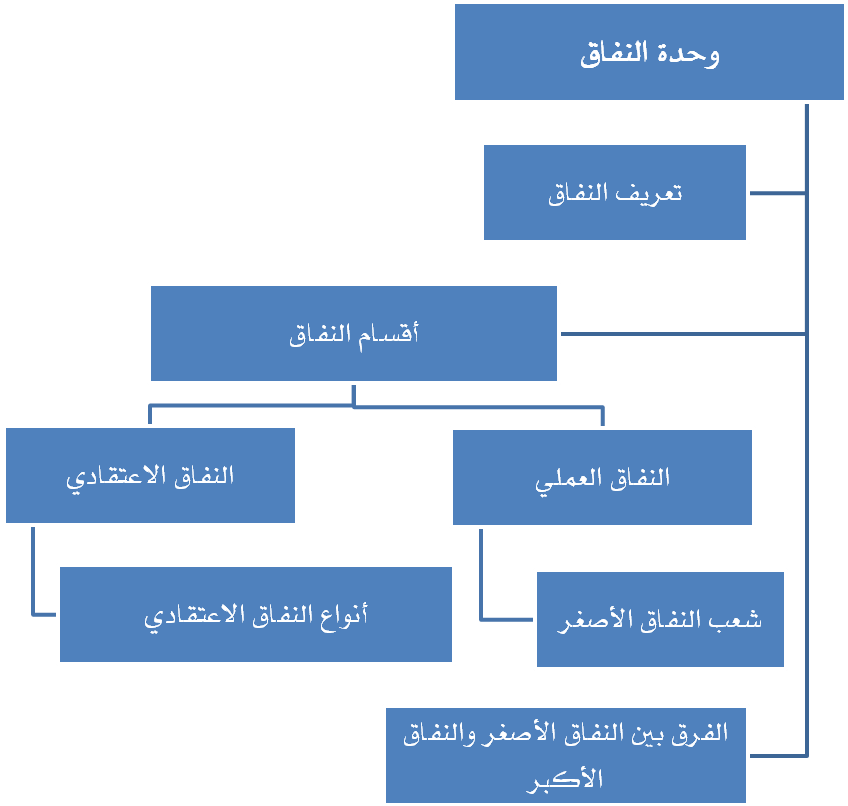 وحدة النفاق
تعريف النفاق
أقسام النفاق
النفاق العملي
النفاق الاعتقادي
شعب النفاق الأصغر
أنواع النفاق الاعتقادي
الفرق بين النفاق الأصغر والنفاق
الأكبر